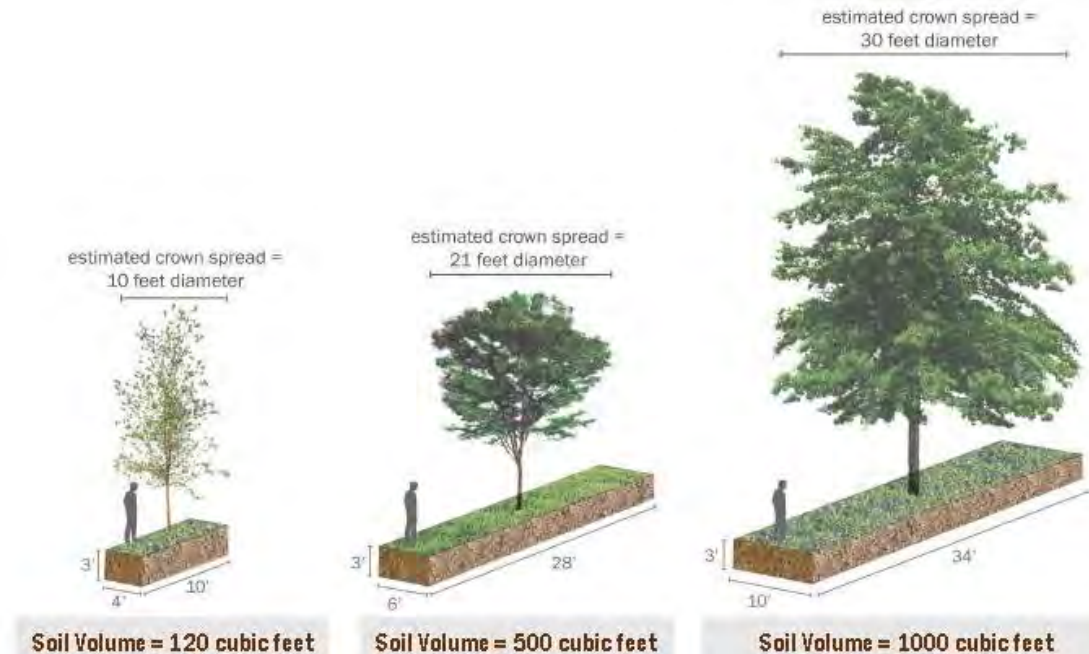 estimated crown spread =
10 feet diameter
3'
4'
10'
Soil Volume = 120 cubic feet
estimated crown spread =
21 feet diameter
3'
6'
28'
Soil Volume = 500 cubic feet
estimated crown spread =
30 feet diameter
3'
10'
34'
Soil Volume = 1000 cubic feet